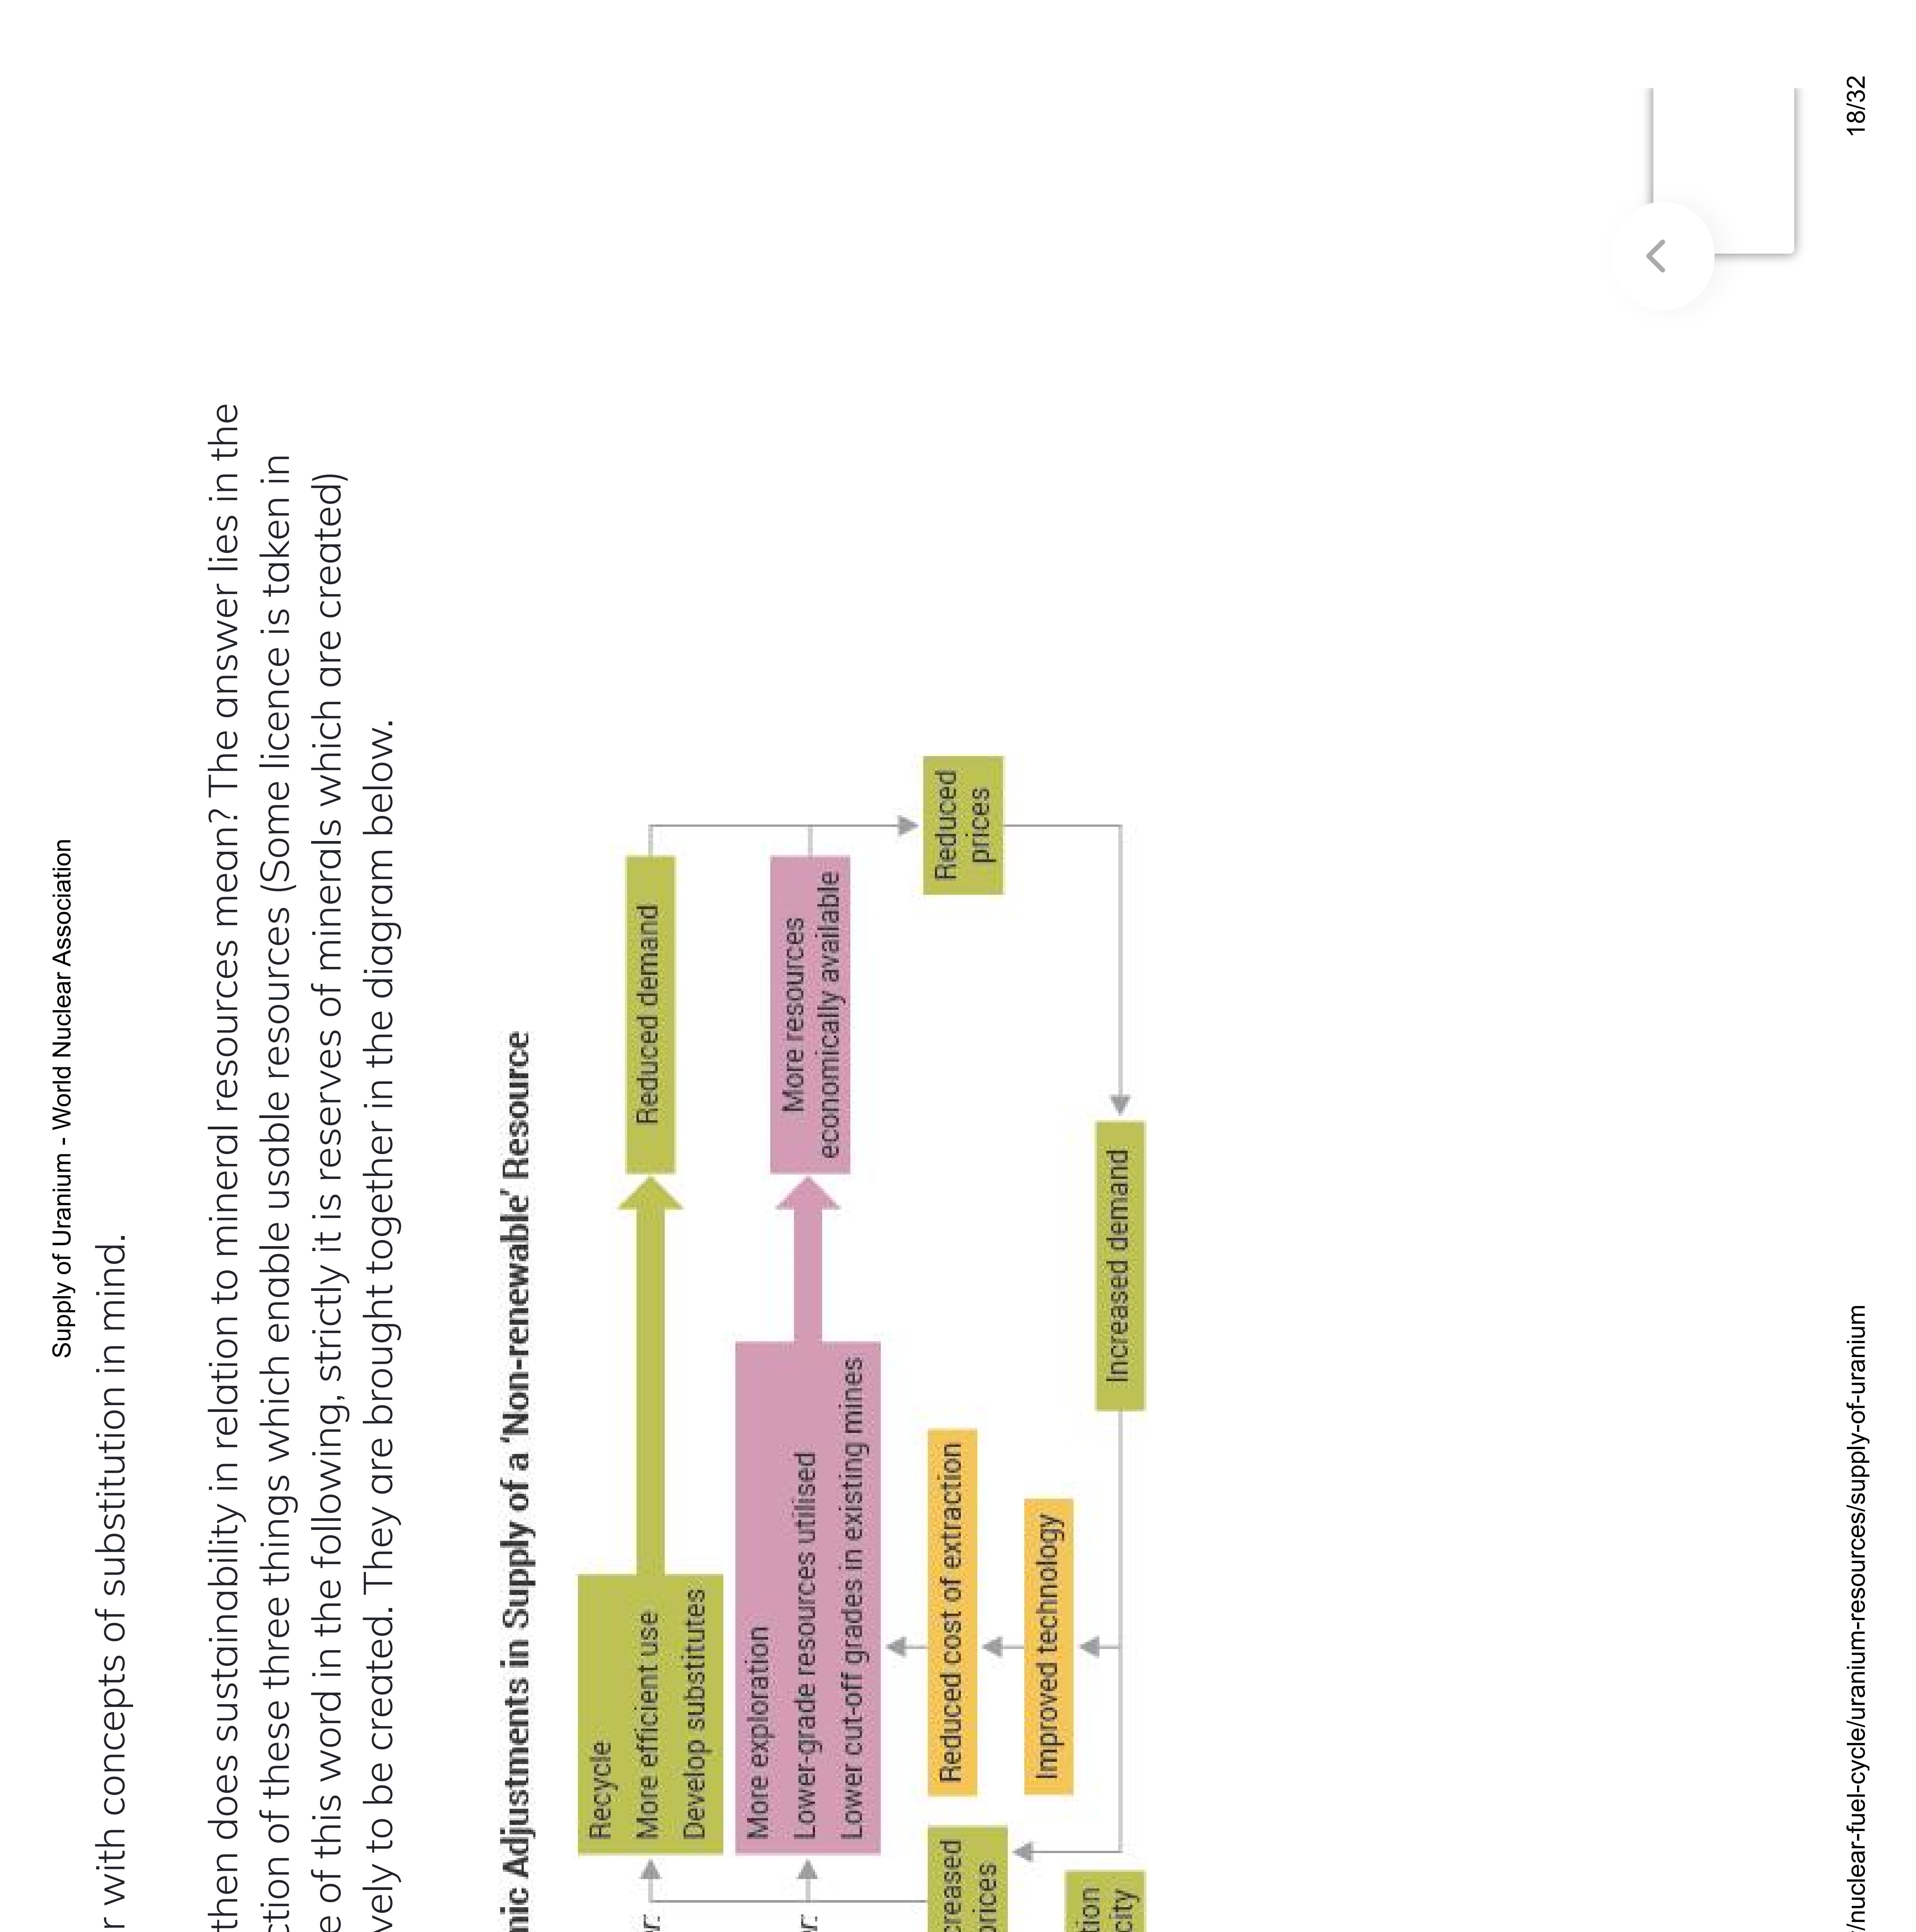 Supply of Uranium - World Nuclear Association
r with concepts of substitution in mind.
then does sustainability in relation to mineral resources mean? The answer lies in the
ction of these three things which enable usable resources (Some licence is taken in
e of this word in the following, strictly it is reserves of minerals which are created)
vely to be created. They are brought together in the diagram below.
nic Adjustments in Supply of a 'Non-renewable' Resource
Recycle
More efficient use
Develop substitutes
Reduced demand
More exploration
Lower-grade resources utilised
Lower cut-off grades in existing mines
More resources
economically available
er:
creased
prices
Reduced cost of extraction
Reduced
prices
Improved technology
tion
city
Increased demand
/nuclear-fuel-cycle/uranium-resources/supply-of-uranium
18/32